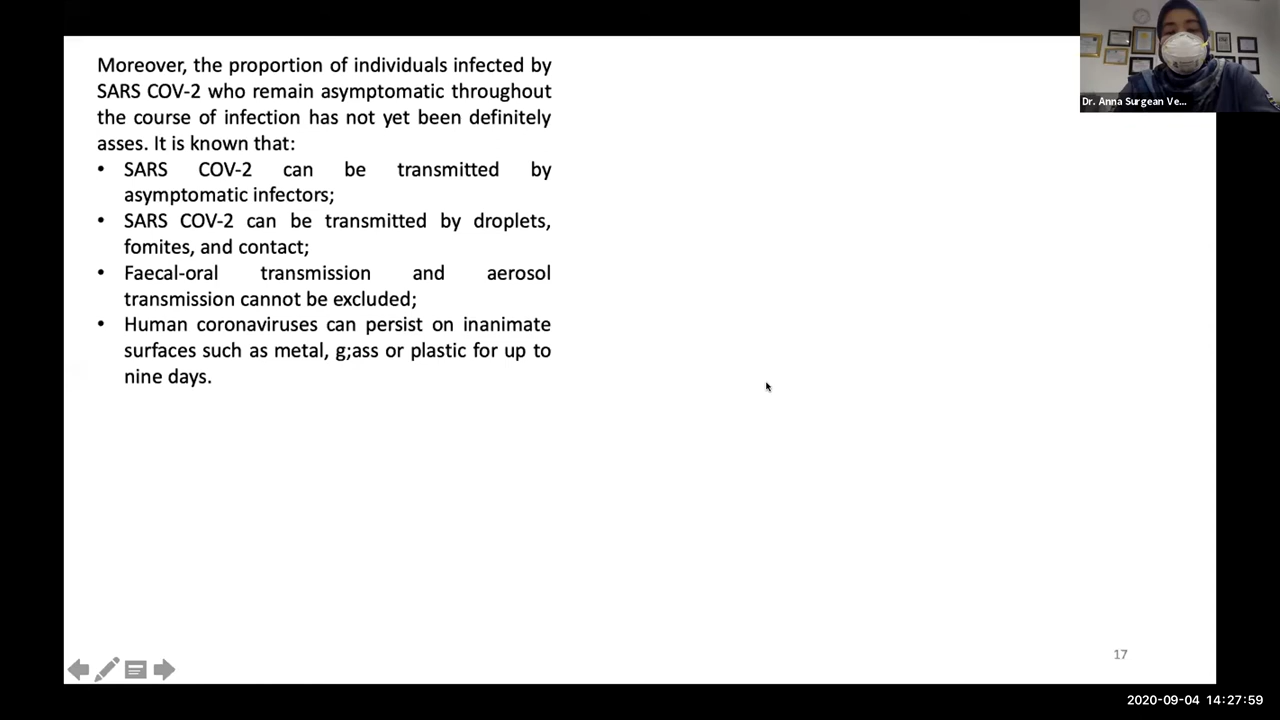 Moreover, the proportion of individuals infected by
SARS COV-2 who remain asymptomatic throughout
the course of infection has not yet been definitely
asses. It is known that:
• SARS COV-2 can be transmitted by
asymptomatic infectors;
• SARS COV-2 can be transmitted by droplets,
fomites, and contact;
• Faecal-oral transmission and aerosol
transmission cannot be excluded;
• Human coronaviruses can persist on inanimate
surfaces such as metal, g;ass or plastic for up to
nine days.
Dr. Anna Surgean Ve...
17
2020-09-04 14:27:59